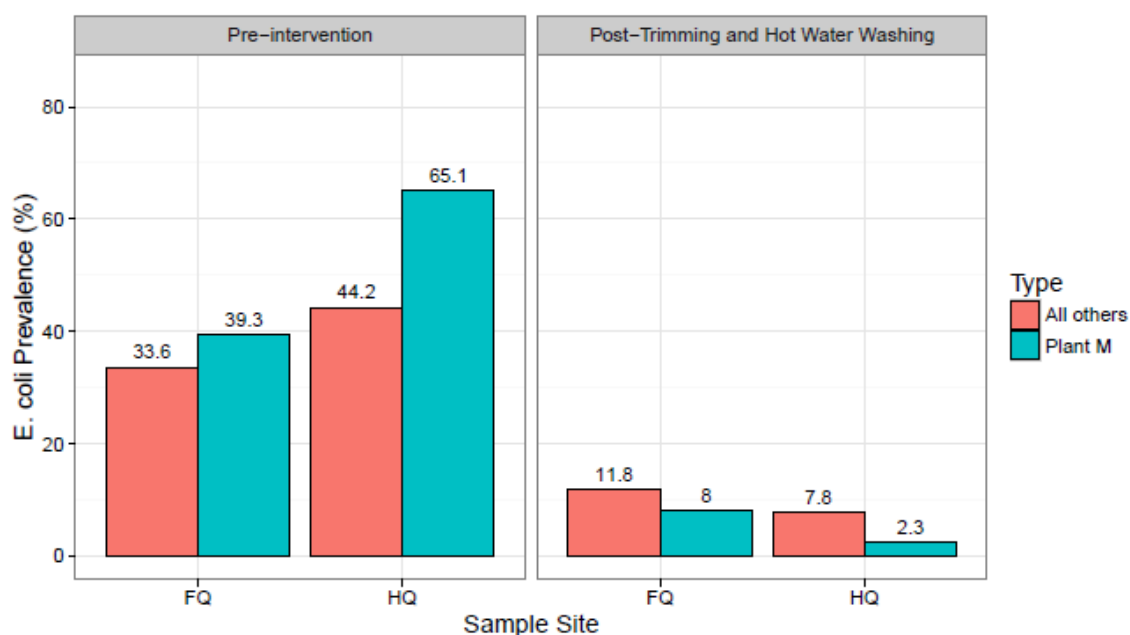 Pre-intervention
Post-Trimming and Hot Water Washing
E. coli Prevalence (%)
80
60
40
20
0
33.6
39.3
44.2
65.1
11.8
8
7.8
2.3
FQ
HQ
FQ
HQ
Sample Site
Type
All others
Plant M